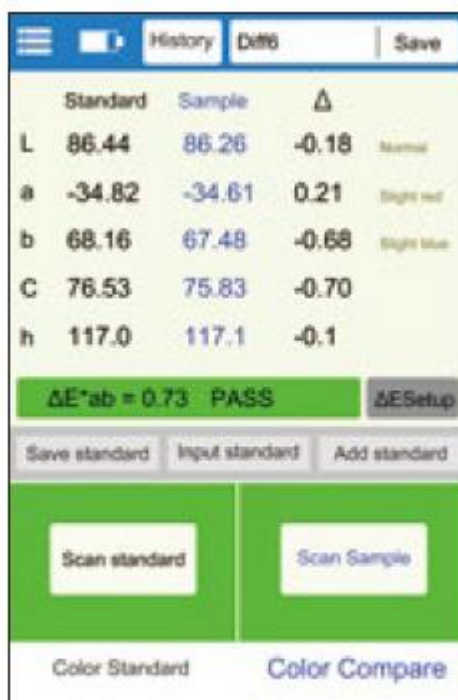 History Diff6 Save
Standard Sample Δ
L 86.44 86.26 -0.18 Normal
a -34.82 -34.61 0.21 Slight red
b 68.16 67.48 -0.68 Slight blue
C 76.53 75.83 -0.70
h 117.0 117.1 -0.1
ΔE*ab = 0.73 PASS ΔESetup
Save standard Input standard Add standard
Scan standard Scan Sample
Color Standard Color Compare